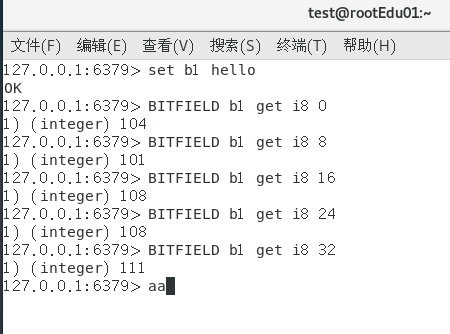 test@rootEdu01:~
文件(F) 编辑(E) 查看(V) 搜索(S) 终端(T) 帮助(H)
127.0.0.1:6379> set b1 hello
OK
127.0.0.1:6379> BITFIELD b1 get i8 0
1) (integer) 104
127.0.0.1:6379> BITFIELD b1 get i8 8
1) (integer) 101
127.0.0.1:6379> BITFIELD b1 get i8 16
1) (integer) 108
127.0.0.1:6379> BITFIELD b1 get i8 24
1) (integer) 108
127.0.0.1:6379> BITFIELD b1 get i8 32
1) (integer) 111
127.0.0.1:6379> aa